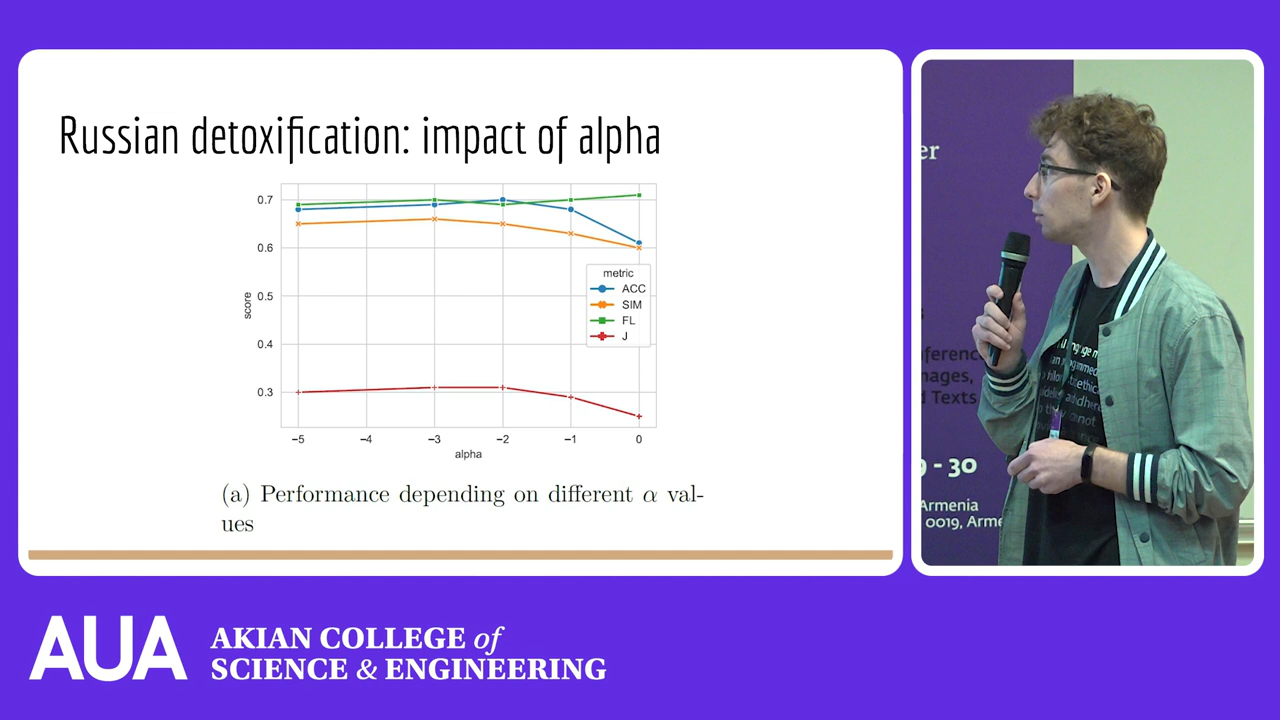 Russian detoxification: impact of alpha
0.7
0.6
0.5
0.4
0.3
score
−5
−4
−3
−2
−1
0
alpha
metric
ACC
SIM
FL
J
(a) Performance depending on different α val-
ues
er
nages,
d Texts
9 - 30
Armenia
0019, Arme
AUA
AKIAN COLLEGE of
SCIENCE & ENGINEERING